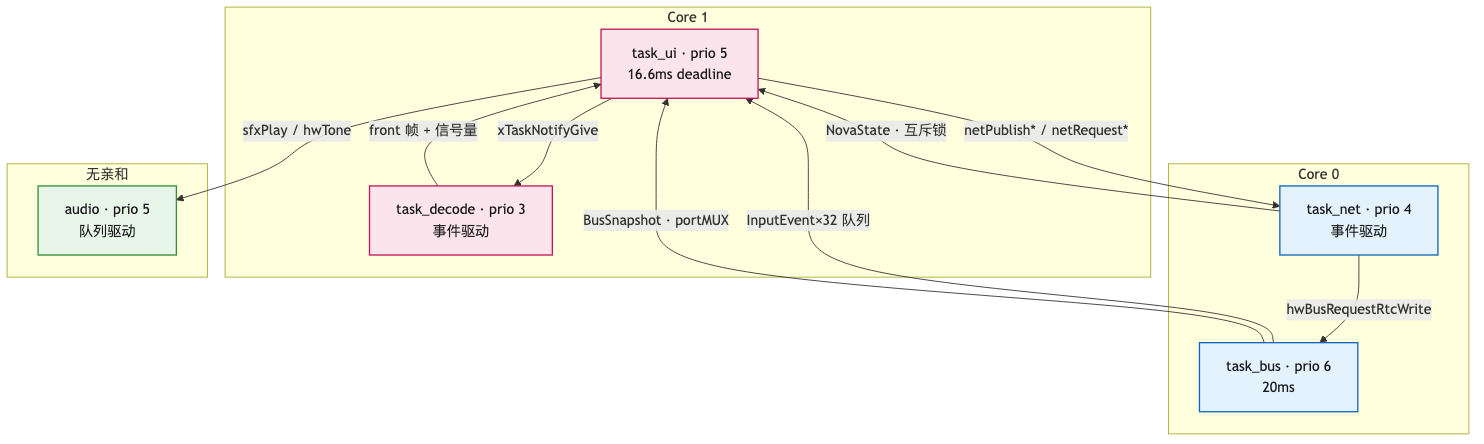 Core 1
task_ui · prio 5
16.6ms deadline
sfxPlay / hwTone
front 帧 + 信号量
xTaskNotifyGive
NovaState · 互斥锁
netPublish* / netRequest*
无亲和
audio · prio 5
队列驱动
task_decode · prio 3
事件驱动
BusSnapshot · portMUX
InputEvent×32 队列
Core 0
task_net · prio 4
事件驱动
hwBusRequestRtcWrite
task_bus · prio 6
20ms